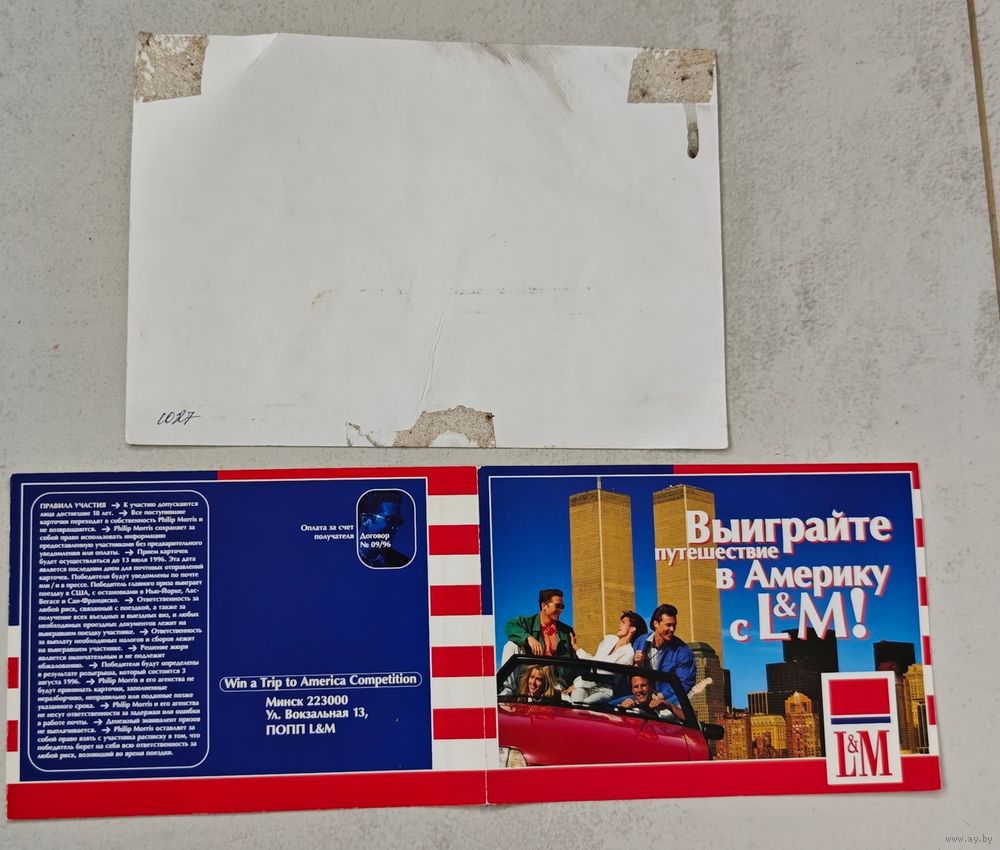 1027
ПРАВИЛА УЧАСТИЯ → К участию допускаются
лица достигшие 18 лет. → Все поступившие
карточки переходят в собственность Philip Morris и
не возвращаются. → Philip Morris сохраняет за
собой право использовать информацию
предоставленную участниками без предварительного
уведомления или оплаты. → Прием карточек
будет осуществляться до 13 июля 1996. Эта дата
является последним днем для почтовых отправлений
карточек. Победители будут уведомлены по почте
или / и в прессе. Победитель главного приза выиграет
поездку в США, с остановками в Нью-Йорке, Лас-
Вегасе и Сан-Франциско. → Ответственность за
любой риск, связанный с поездкой, а также за
получение всех въездных и выездных виз, и любых
необходимых проездных документов лежит на
выигравшем поездку участнике. → Ответственность
за выплату необходимых налогов и сборов лежит
на выигравшем участнике. → Решение жюри
является окончательным и не подлежит
обжалованию. → Победители будут определены
в результате розыгрыша, который состоится 3
августа 1996. → Philip Morris и его агентства не
будут принимать карточки, заполненные
неразборчиво, неправильно или поданные позже
указанного срока. → Philip Morris и его агентства
не несут ответственности за задержки или ошибки
в работе почты. → Денежный эквивалент призов
не выплачивается. → Philip Morris оставляет за
собой право взять с участника расписку в том, что
победитель берет на себя всю ответственность за
любой риск, возникший во время поездки.
Оплата за счет
получателя
Договор
№ 09/96
Win a Trip to America Competition
Минск 223000
Ул. Вокзальная 13,
ПОПП L&M
Выиграйте
путешествие
в Америку
с L&M!
L&M
www.ay.by